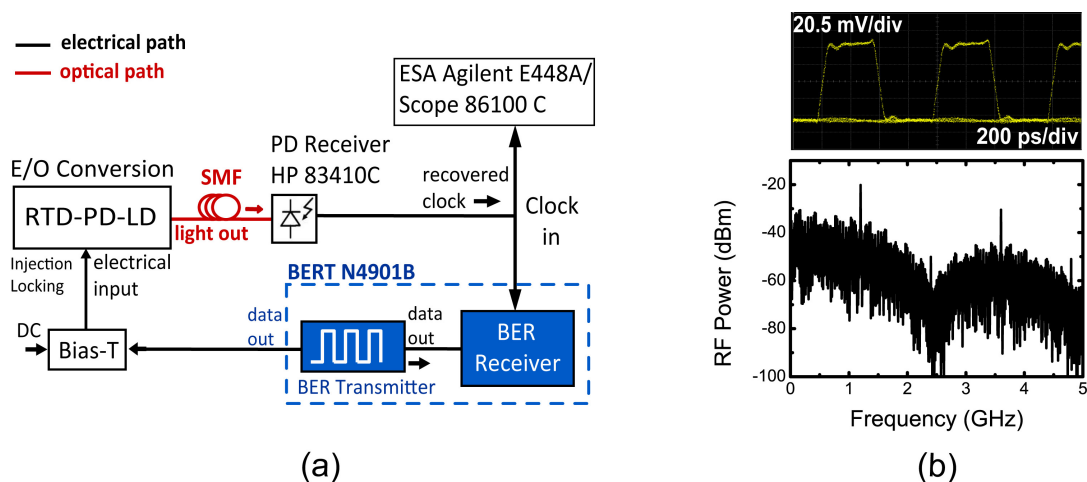 electrical path
optical path
ESA Agilent E448A/
Scope 86100 C
PD Receiver
HP 83410C
E/O Conversion
SMF
recovered
clock
RTD-PD-LD
light out
Clock
in
Injection
Locking
electrical
input
BERT N4901B
DC
Bias-T
data
out
data
out
BER
Receiver
BER Transmitter
(a)
20.5 mV/div
200 ps/div
RF Power (dBm)
-20
-40
-60
-80
-100
0
1
2
3
4
5
Frequency (GHz)
(b)